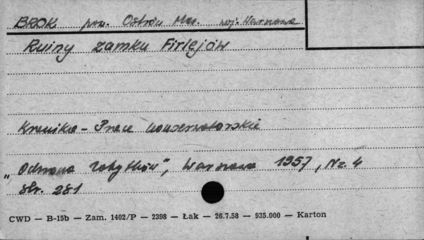 BROK pow. Ostrów Maz. woj. Warszawa
Ruiny zamku Firlejów
Kronika - Prace konserwatorskie
"Ochrona Zabytków", Warszawa 1957, Nr. 4
str. 281
CWD — B-15b — Zam. 1402/P — 2398 — Łak — 26.7.58 — 935.000 — Karton